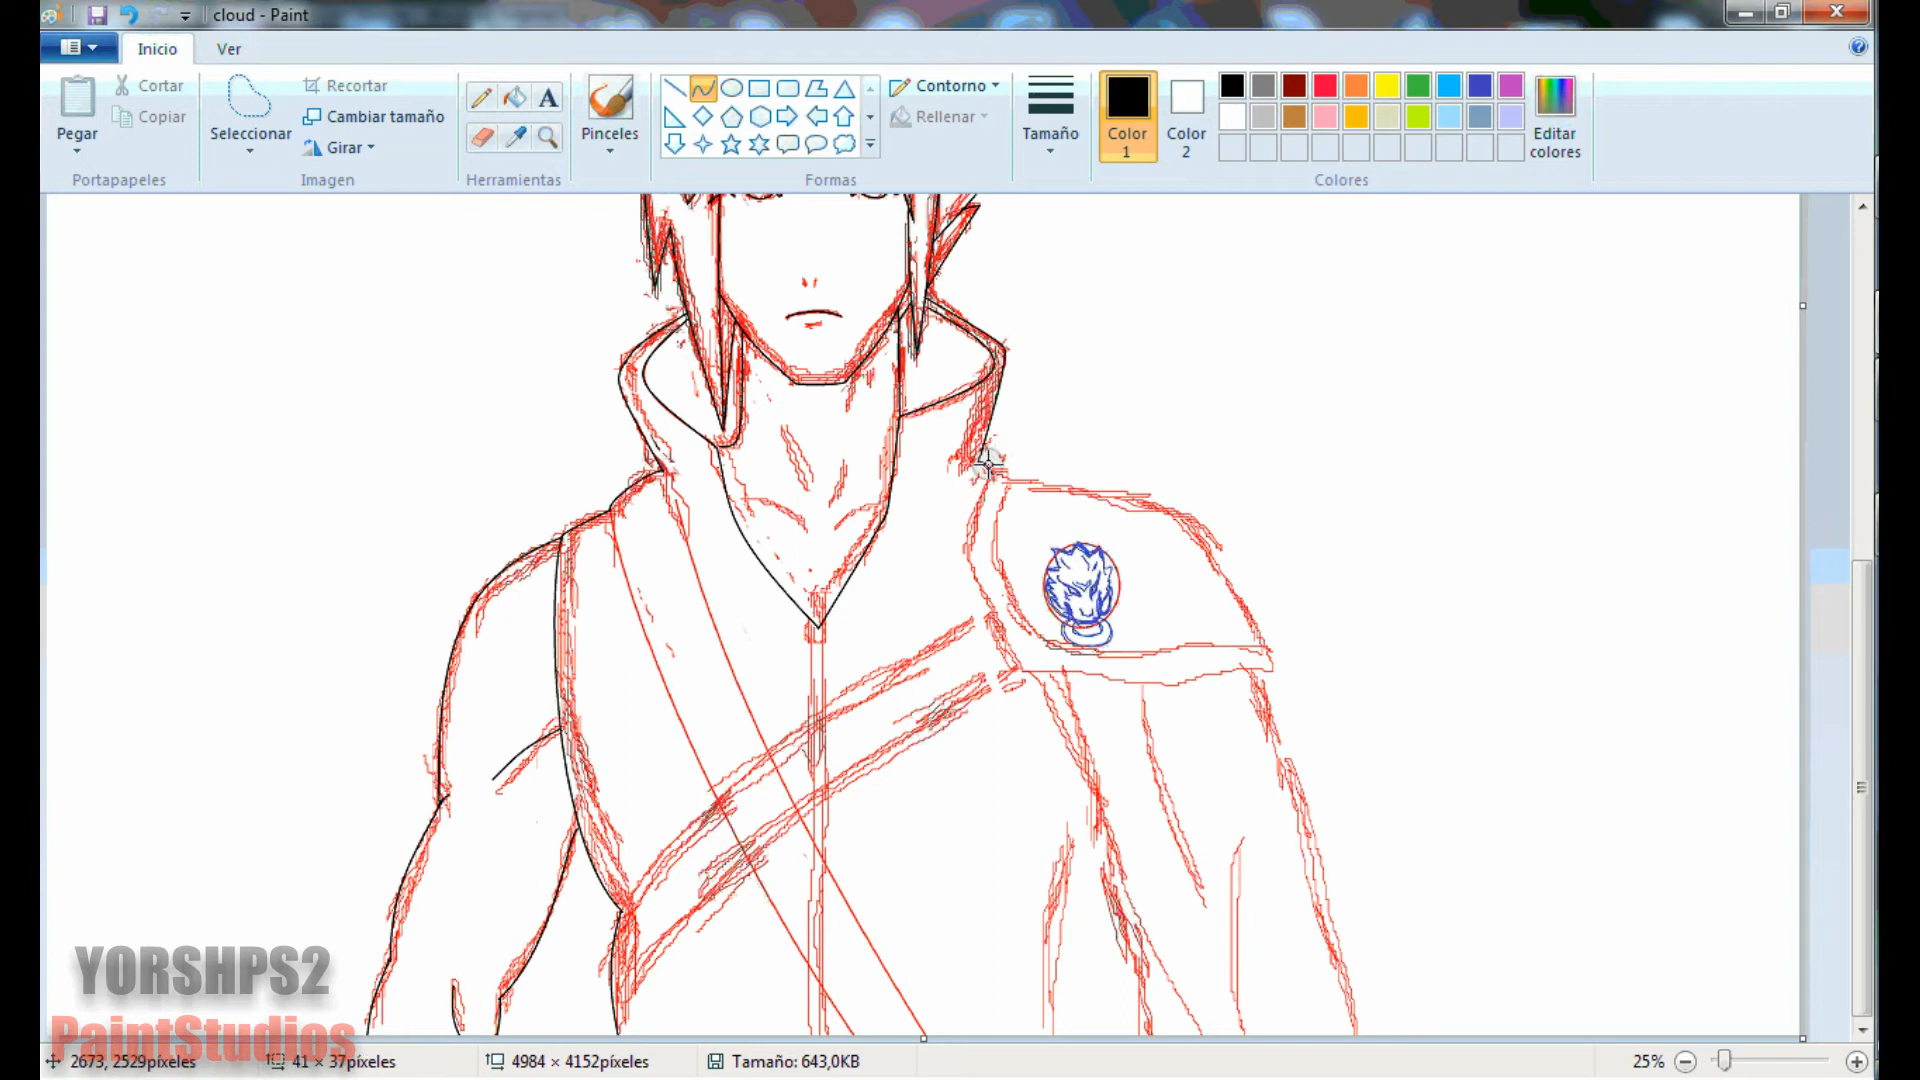 cloud - Paint
Inicio
Ver
Pegar
Cortar
Copiar
Portapapeles
Seleccionar
Recortar
Cambiar tamaño
Girar
Imagen
A
Herramientas
Pinceles
Formas
Contorno
Rellenar
Tamaño
Color 1
Color 2
Editar colores
Colores
YORSHPS2
PaintStudios
2673, 2529píxeles
41 × 37píxeles
4984 × 4152píxeles
Tamaño: 643,0KB
25%